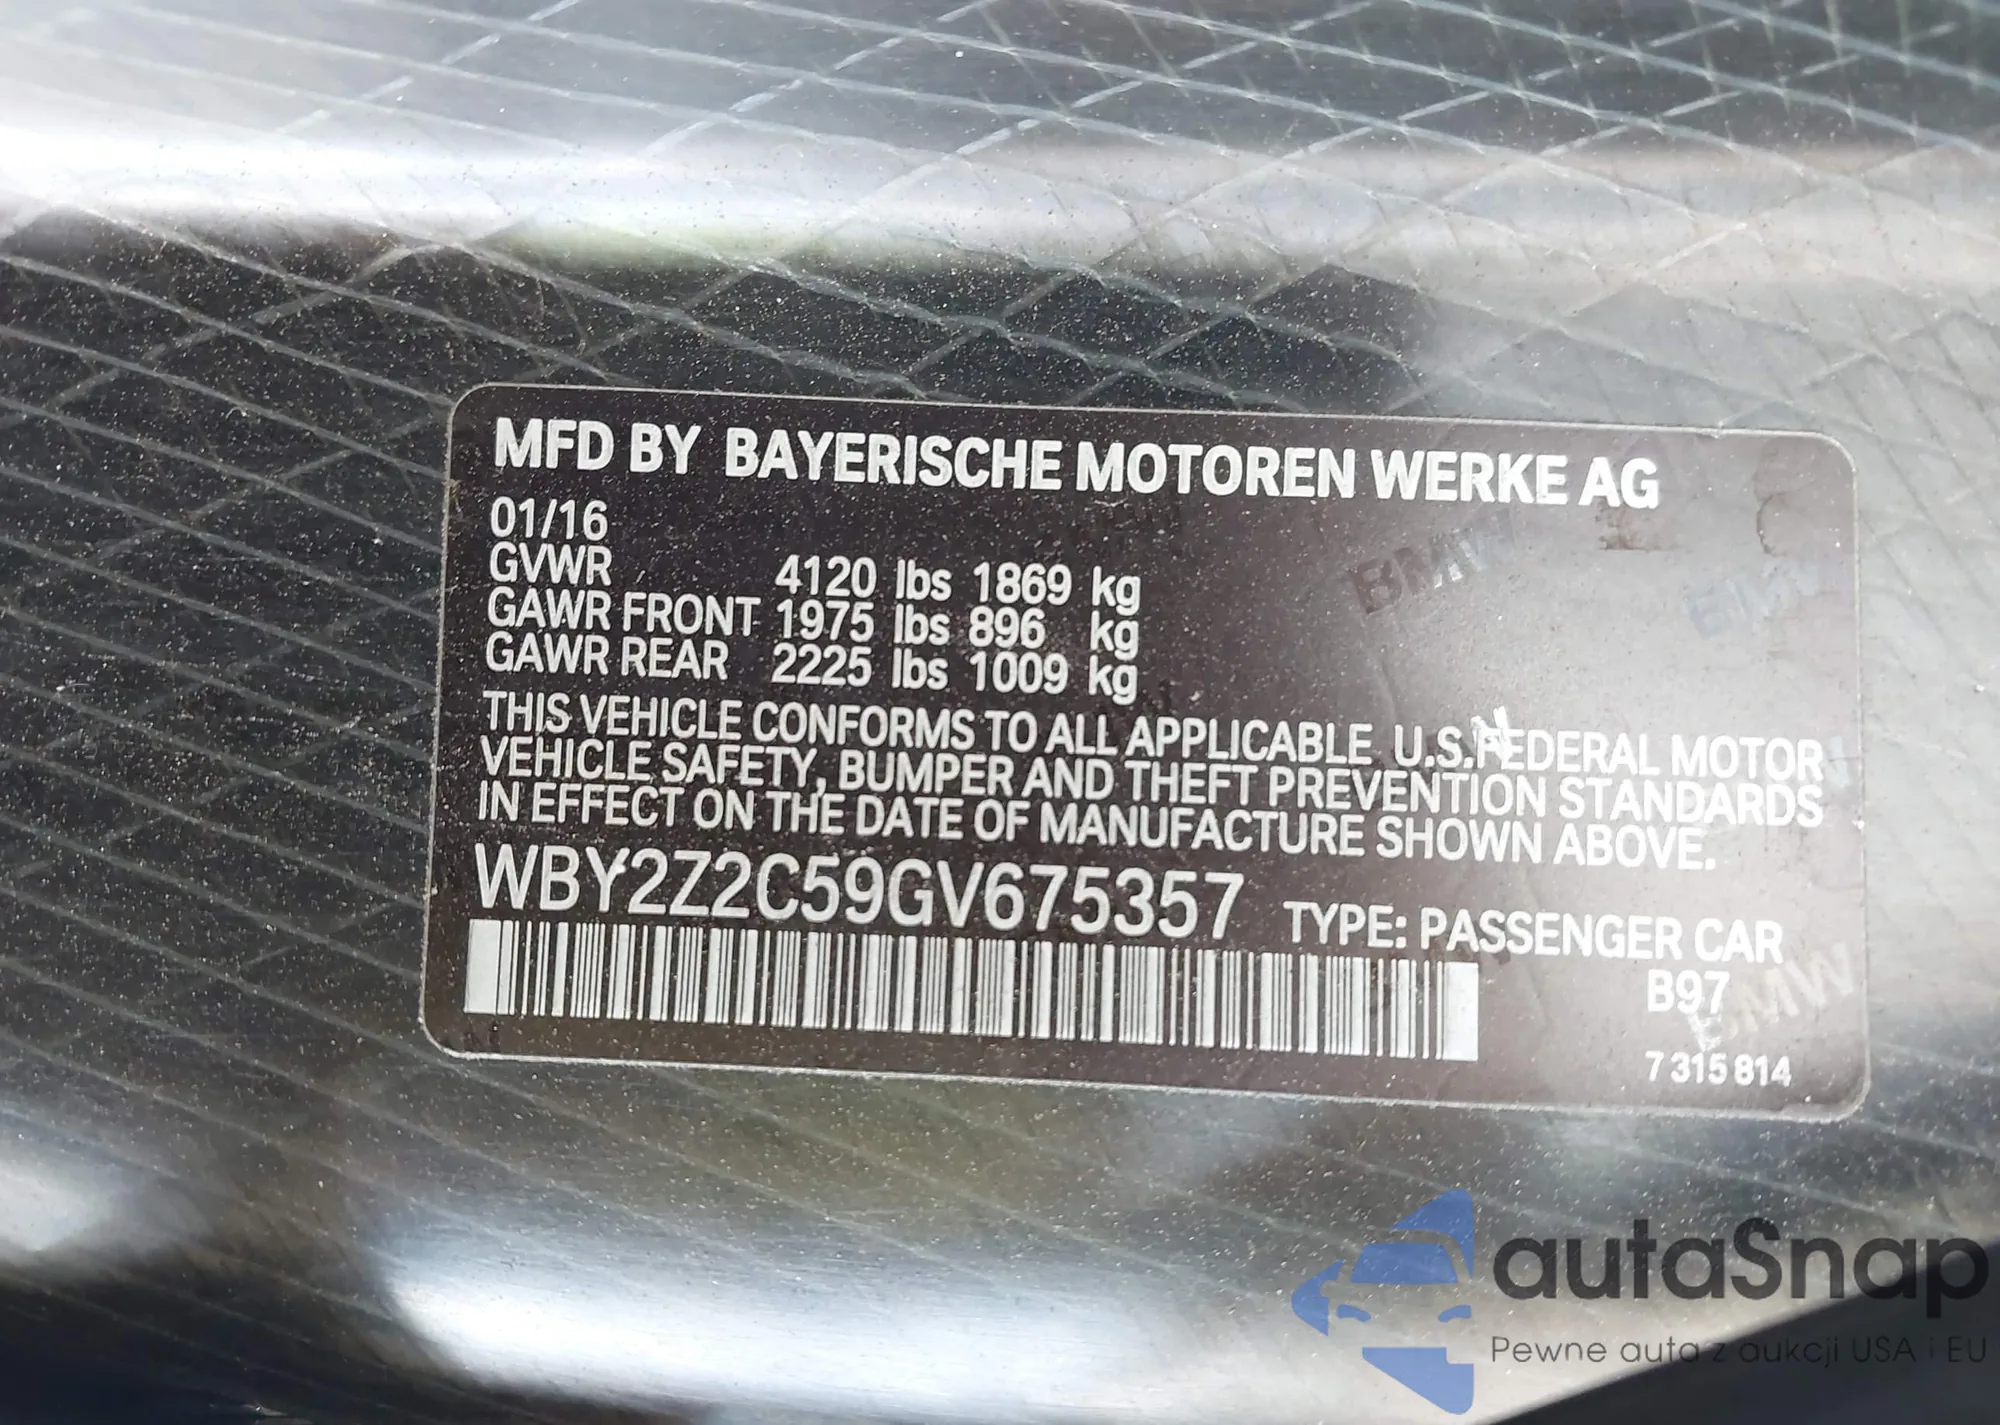 MFD BY BAYERISCHE MOTOREN WERKE AG
01/16
GVWR 4120 lbs 1869 kg
GAWR FRONT 1975 lbs 896 kg
GAWR REAR 2225 lbs 1009 kg
THIS VEHICLE CONFORMS TO ALL APPLICABLE U.S. FEDERAL MOTOR
VEHICLE SAFETY, BUMPER AND THEFT PREVENTION STANDARDS
IN EFFECT ON THE DATE OF MANUFACTURE SHOWN ABOVE.
WBY2Z2C59GV675357 TYPE: PASSENGER CAR
B97
7 315 814
BMW
BMW
BMW
autaSnap
Pewne auta z aukcji USA i EU